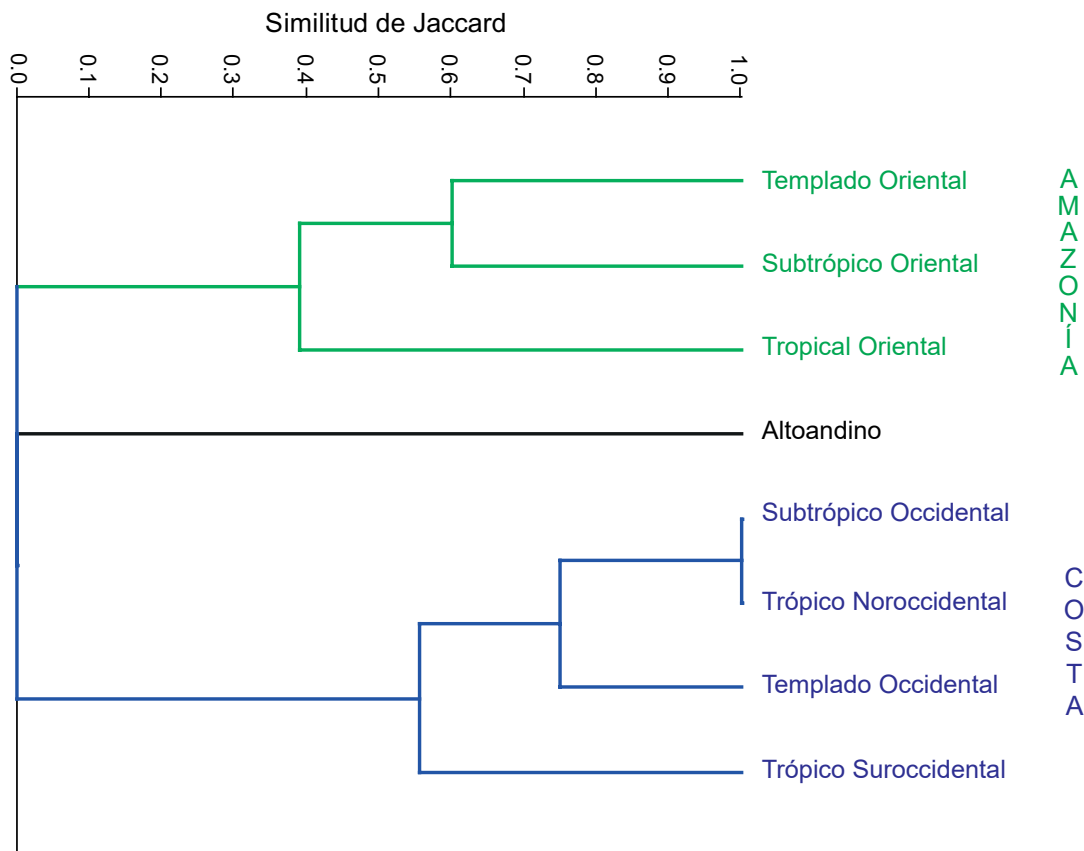 Similitud de Jaccard
0.0 0.1 0.2 0.3 0.4 0.5 0.6 0.7 0.8 0.9 1.0
Templado Oriental
Subtrópico Oriental
Tropical Oriental
AMAZONÍA
Altoandino
Subtrópico Occidental
Trópico Noroccidental
Templado Occidental
Trópico Suroccidental
COSTA